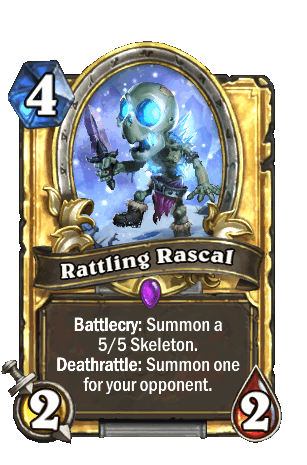 4
Rattling Rascal
Battlecry: Summon a
5/5 Skeleton.
Deathrattle: Summon one
for your opponent.
2
2